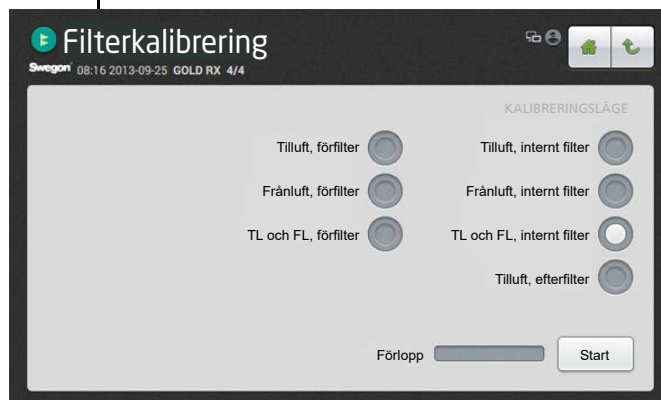 Filterkalibrering
Swegon 08:16 2013-09-25 GOLD RX 4/4
KALIBRERINGSLÄGE
Tilluft, förfilter
Tilluft, internt filter
Frånluft, förfilter
Frånluft, internt filter
TL och FL, förfilter
TL och FL, internt filter
Tilluft, efterfilter
Förlopp
Start